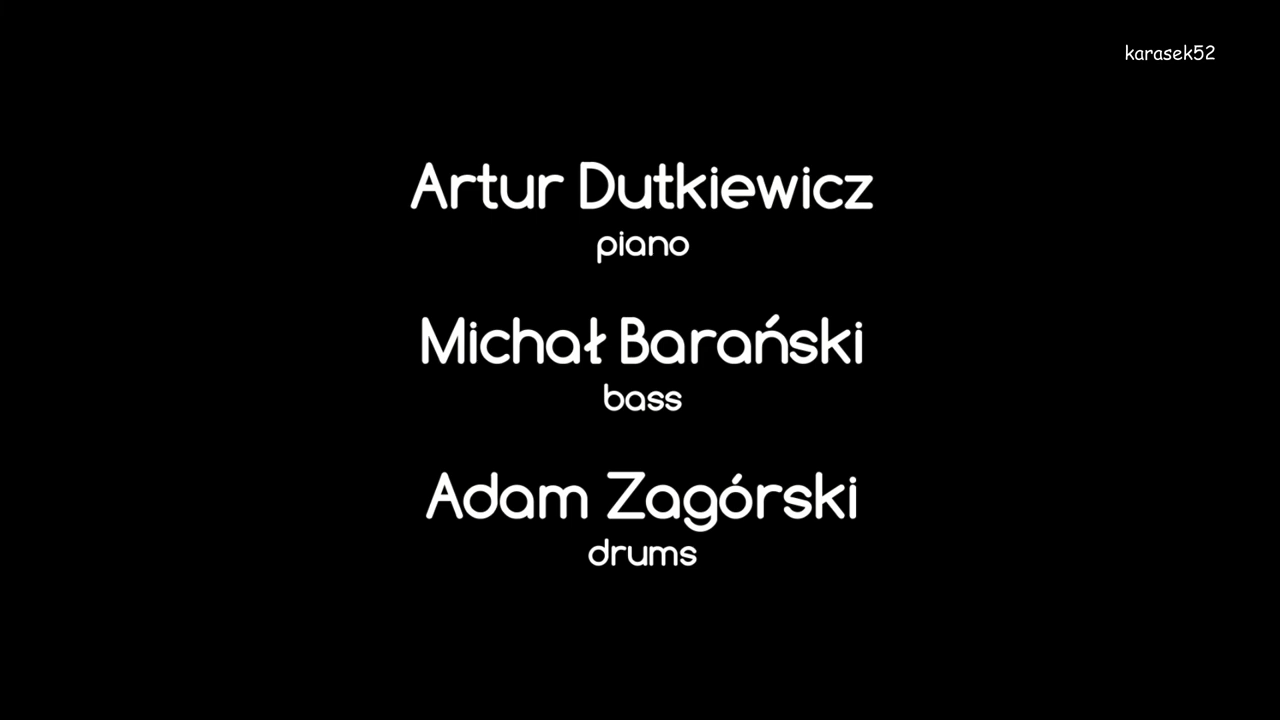 karasek52
Artur Dutkiewicz
piano
Michał Barański
bass
Adam Zagórski
drums